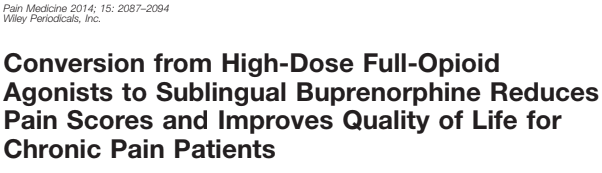 Pain Medicine 2014; 15: 2087–2094
Wiley Periodicals, Inc.
Conversion from High-Dose Full-Opioid
Agonists to Sublingual Buprenorphine Reduces
Pain Scores and Improves Quality of Life for
Chronic Pain Patients